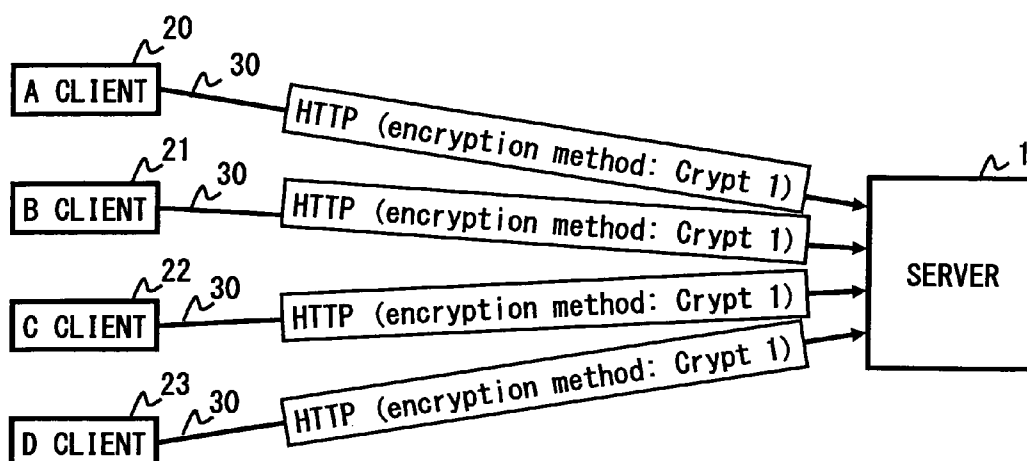 20
A CLIENT
30
HTTP (encryption method: Crypt 1)
21
B CLIENT
30
HTTP (encryption method: Crypt 1)
22
C CLIENT
30
HTTP (encryption method: Crypt 1)
23
D CLIENT
30
HTTP (encryption method: Crypt 1)
1
SERVER